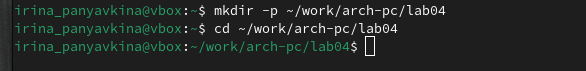 irina_panyavkina@vbox:~$ mkdir -p ~/work/arch-pc/lab04
irina_panyavkina@vbox:~$ cd ~/work/arch-pc/lab04
irina_panyavkina@vbox:~/work/arch-pc/lab04$